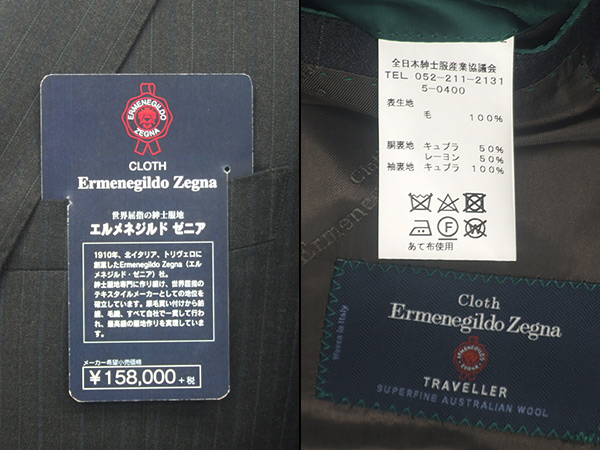 ERMENEGILDO
ZEGNA
CLOTH
Ermenegildo Zegna
世界屈指の紳士服地
エルメネジルド ゼニア
1910年、北イタリア、トリヴェロに
創業したErmenegildo Zegna(エル
メネジルド・ゼニア)社。
紳士服地専門に作り続け、世界屈指の
テキスタイルメーカーとしての地位を
確立しています。原毛買い付けから紡
績、毛織、すべて自社で一貫して行わ
れ、最高級の服地作りを実現していま
す。
メーカー希望小売価格
¥158,000+税
全日本紳士服産業協議会
TEL 052-211-2131
5-0400
表生地
毛 100%
胴裏地 キュプラ 50%
レーヨン 50%
袖裏地 キュプラ 100%
あて布使用
Cloth
Ermenegildo
Woven in Italy
Cloth
Ermenegildo Zegna
TRAVELLER
SUPERFINE AUSTRALIAN WOOL